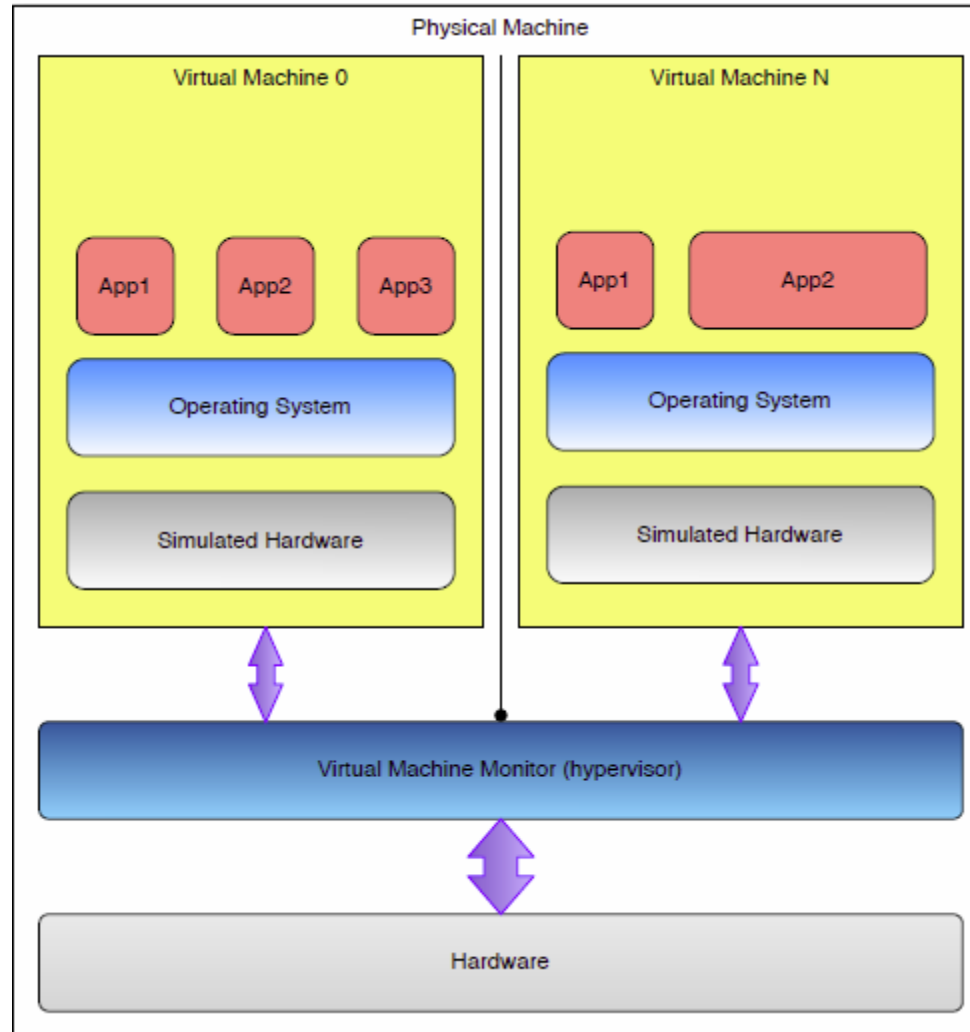 Physical Machine
Virtual Machine 0
App1
App2
App3
Operating System
Simulated Hardware
Virtual Machine N
App1
App2
Operating System
Simulated Hardware
Virtual Machine Monitor (hypervisor)
Hardware